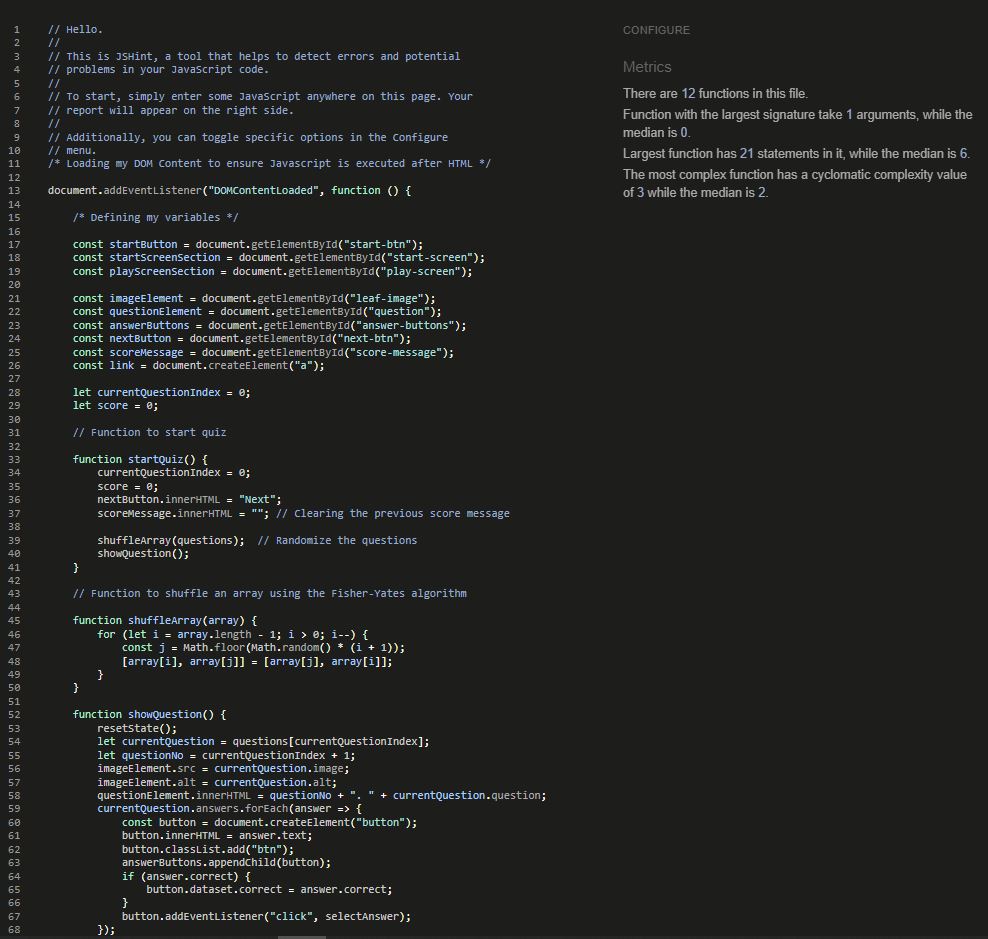 1 // Hello.
2 //
3 // This is JSHint, a tool that helps to detect errors and potential
4 // problems in your JavaScript code.
5 //
6 // To start, simply enter some JavaScript anywhere on this page. Your
7 // report will appear on the right side.
8 //
9 // Additionally, you can toggle specific options in the Configure
10 // menu.
11 /* Loading my DOM Content to ensure Javascript is executed after HTML */
12
13 document.addEventListener("DOMContentLoaded", function () {
14
15     /* Defining my variables */
16
17     const startButton = document.getElementById("start-btn");
18     const startScreenSection = document.getElementById("start-screen");
19     const playScreenSection = document.getElementById("play-screen");
20
21     const imageElement = document.getElementById("leaf-image");
22     const questionElement = document.getElementById("question");
23     const answerButtons = document.getElementById("answer-buttons");
24     const nextButton = document.getElementById("next-btn");
25     const scoreMessage = document.getElementById("score-message");
26     const link = document.createElement("a");
27
28     let currentQuestionIndex = 0;
29     let score = 0;
30
31     // Function to start quiz
32
33     function startQuiz() {
34         currentQuestionIndex = 0;
35         score = 0;
36         nextButton.innerHTML = "Next";
37         scoreMessage.innerHTML = ""; // Clearing the previous score message
38
39         shuffleArray(questions);  // Randomize the questions
40         showQuestion();
41     }
42
43     // Function to shuffle an array using the Fisher-Yates algorithm
44
45     function shuffleArray(array) {
46         for (let i = array.length - 1; i > 0; i--) {
47             const j = Math.floor(Math.random() * (i + 1));
48             [array[i], array[j]] = [array[j], array[i]];
49         }
50     }
51
52     function showQuestion() {
53         resetState();
54         let currentQuestion = questions[currentQuestionIndex];
55         let questionNo = currentQuestionIndex + 1;
56         imageElement.src = currentQuestion.image;
57         imageElement.alt = currentQuestion.alt;
58         questionElement.innerHTML = questionNo + ". " + currentQuestion.question;
59         currentQuestion.answers.forEach(answer => {
60             const button = document.createElement("button");
61             button.innerHTML = answer.text;
62             button.classList.add("btn");
63             answerButtons.appendChild(button);
64             if (answer.correct) {
65                 button.dataset.correct = answer.correct;
66             }
67             button.addEventListener("click", selectAnswer);
68         });
CONFIGURE
Metrics
There are 12 functions in this file.
Function with the largest signature take 1 arguments, while the
median is 0.
Largest function has 21 statements in it, while the median is 6.
The most complex function has a cyclomatic complexity value
of 3 while the median is 2.